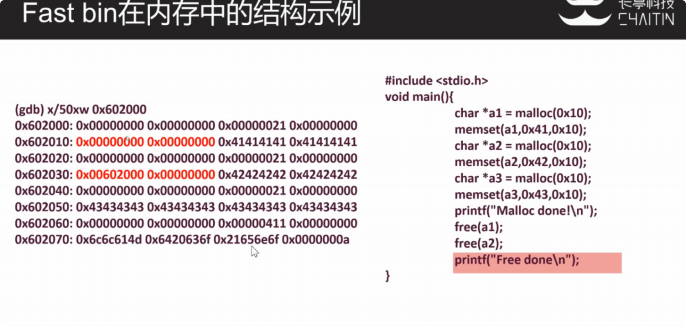 Fast bin在内存中的结构示例
长亭科技
CHAITIN
(gdb) x/50xw 0x602000
0x602000: 0x00000000 0x00000000 0x00000021 0x00000000
0x602010: 0x00000000 0x00000000 0x41414141 0x41414141
0x602020: 0x00000000 0x00000000 0x00000021 0x00000000
0x602030: 0x00602000 0x00000000 0x42424242 0x42424242
0x602040: 0x00000000 0x00000000 0x00000021 0x00000000
0x602050: 0x43434343 0x43434343 0x43434343 0x43434343
0x602060: 0x00000000 0x00000000 0x00000411 0x00000000
0x602070: 0x6c6c614d 0x6420636f 0x21656e6f 0x0000000a
#include <stdio.h>
void main(){
char *a1 = malloc(0x10);
memset(a1,0x41,0x10);
char *a2 = malloc(0x10);
memset(a2,0x42,0x10);
char *a3 = malloc(0x10);
memset(a3,0x43,0x10);
printf("Malloc done!\n");
free(a1);
free(a2);
printf("Free done\n");
}